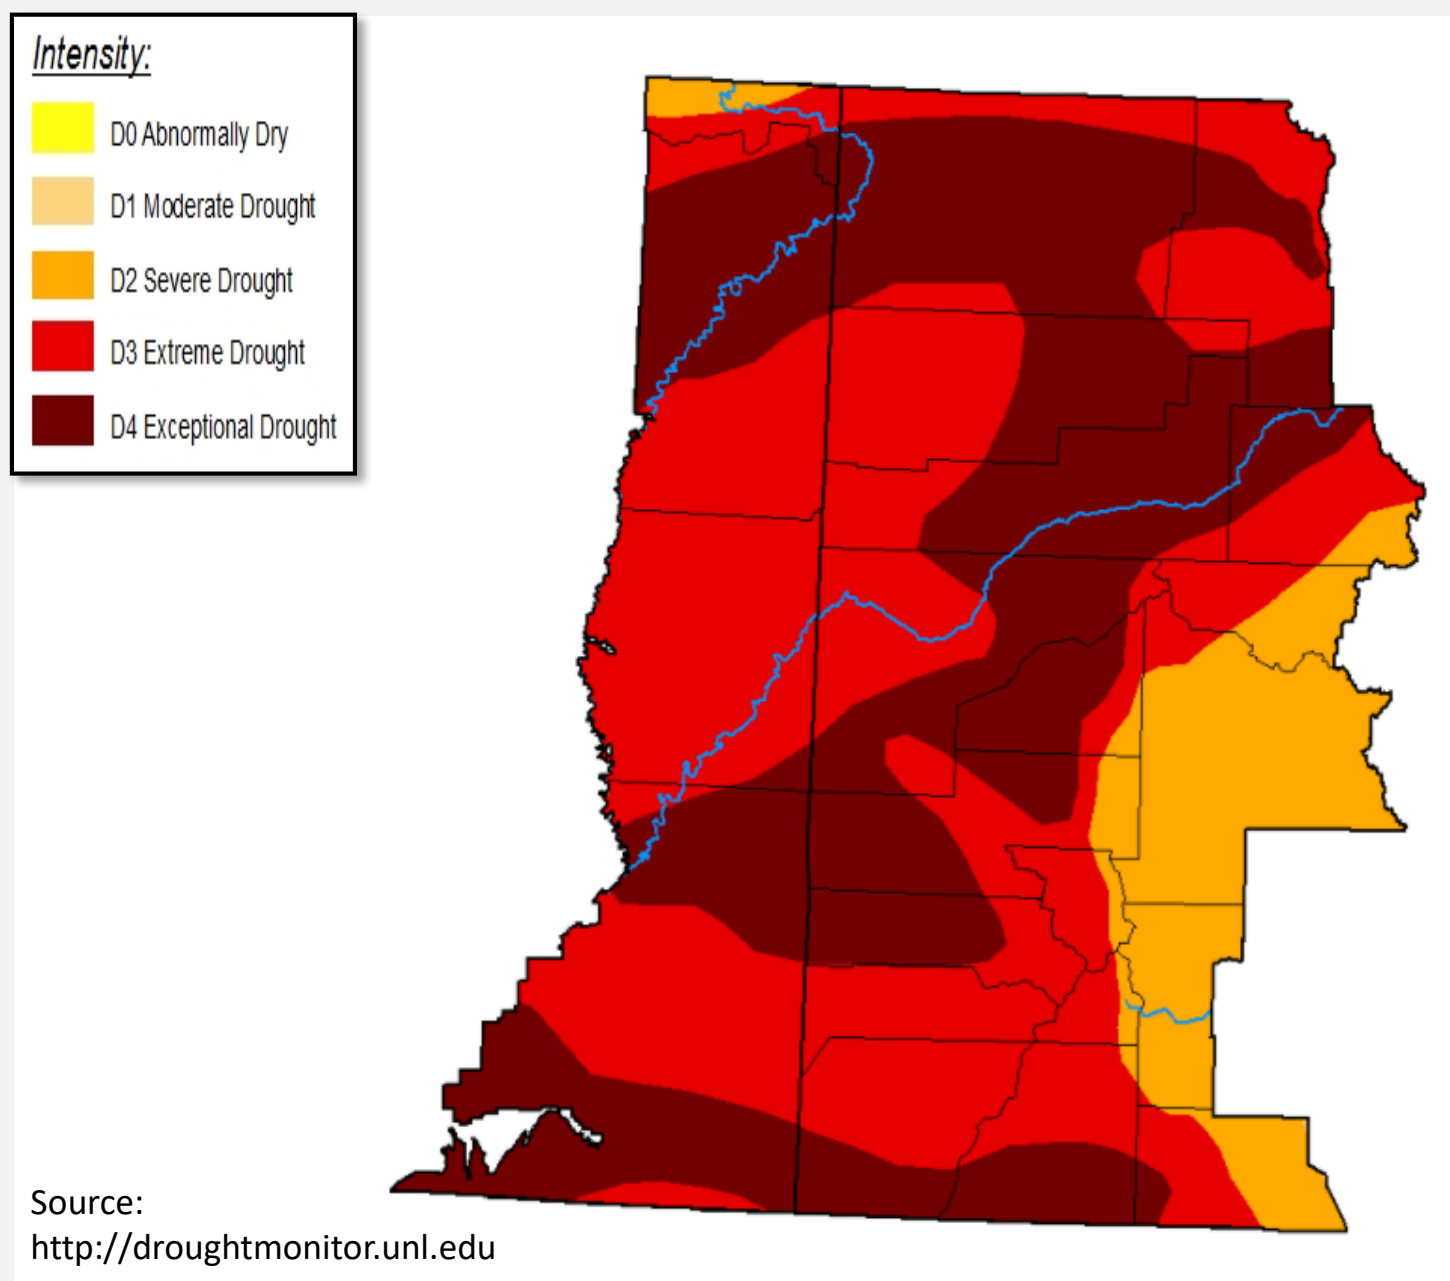 Intensity:
D0 Abnormally Dry
D1 Moderate Drought
D2 Severe Drought
D3 Extreme Drought
D4 Exceptional Drought
Source:
http://droughtmonitor.unl.edu